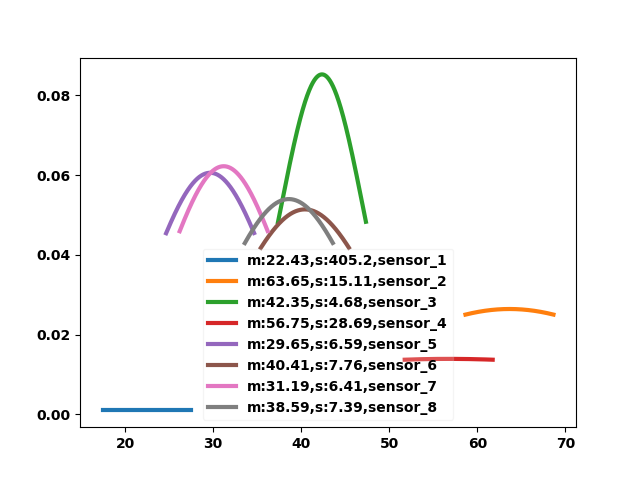 0.08
0.06
0.04
0.02
0.00
m:22.43,s:405.2,sensor_1
m:63.65,s:15.11,sensor_2
m:42.35,s:4.68,sensor_3
m:56.75,s:28.69,sensor_4
m:29.65,s:6.59,sensor_5
m:40.41,s:7.76,sensor_6
m:31.19,s:6.41,sensor_7
m:38.59,s:7.39,sensor_8
20 30 40 50 60 70